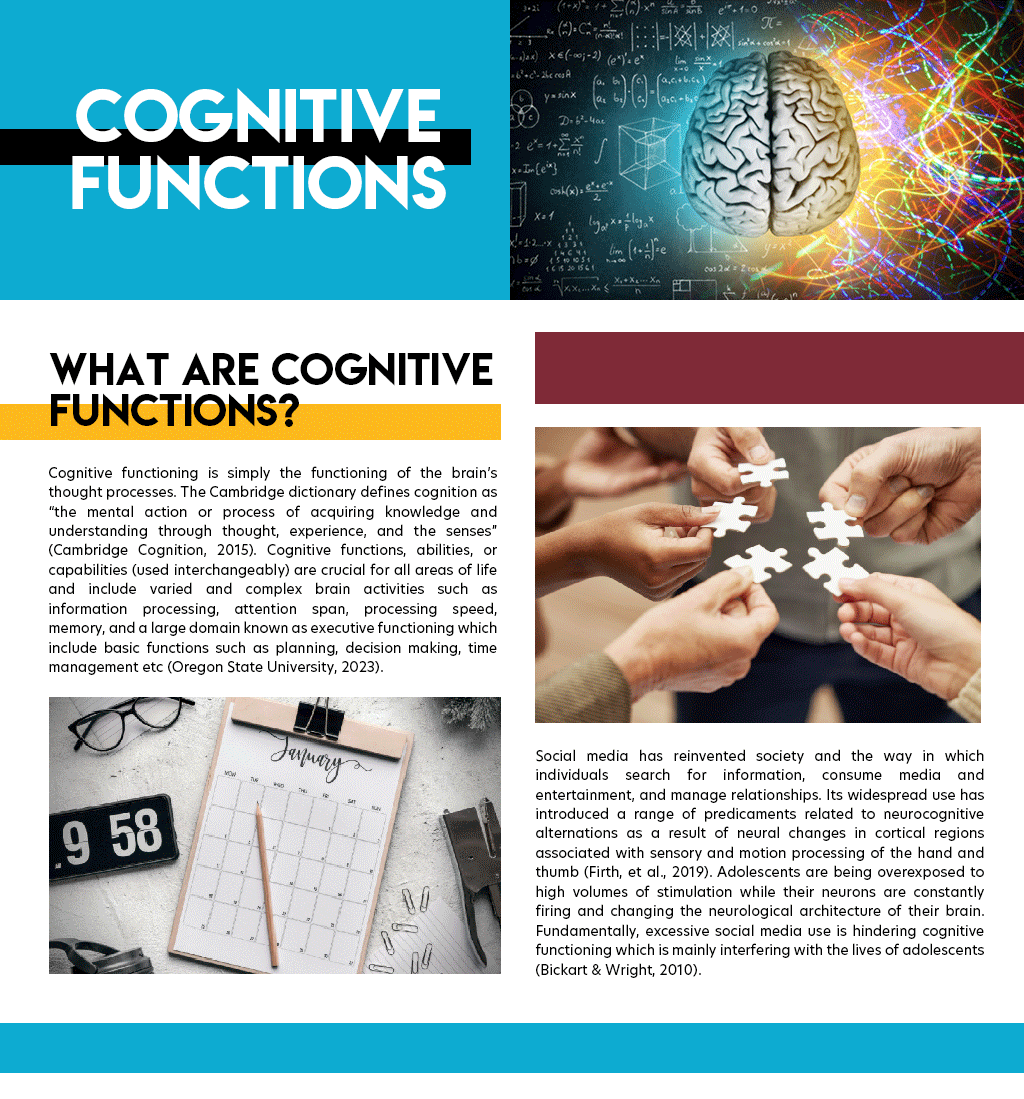 COGNITIVE
FUNCTIONS
WHAT ARE COGNITIVE
FUNCTIONS?
Cognitive functioning is simply the functioning of the brain's
thought processes. The Cambridge dictionary defines cognition as
“the mental action or process of acquiring knowledge and
understanding through thought, experience, and the senses”
(Cambridge Cognition, 2015). Cognitive functions, abilities, or
capabilities (used interchangeably) are crucial for all areas of life
and include varied and complex brain activities such as
information processing, attention span, processing speed,
memory, and a large domain known as executive functioning which
include basic functions such as planning, decision making, time
management etc (Oregon State University, 2023).
January
MON TUE WED THU FRI SAT SUN
9 58
Social media has reinvented society and the way in which
individuals search for information, consume media and
entertainment, and manage relationships. Its widespread use has
introduced a range of predicaments related to neurocognitive
alternations as a result of neural changes in cortical regions
associated with sensory and motion processing of the hand and
thumb (Firth, et al., 2019). Adolescents are being overexposed to
high volumes of stimulation while their neurons are constantly
firing and changing the neurological architecture of their brain.
Fundamentally, excessive social media use is hindering cognitive
functioning which is mainly interfering with the lives of adolescents
(Bickart & Wright, 2010).